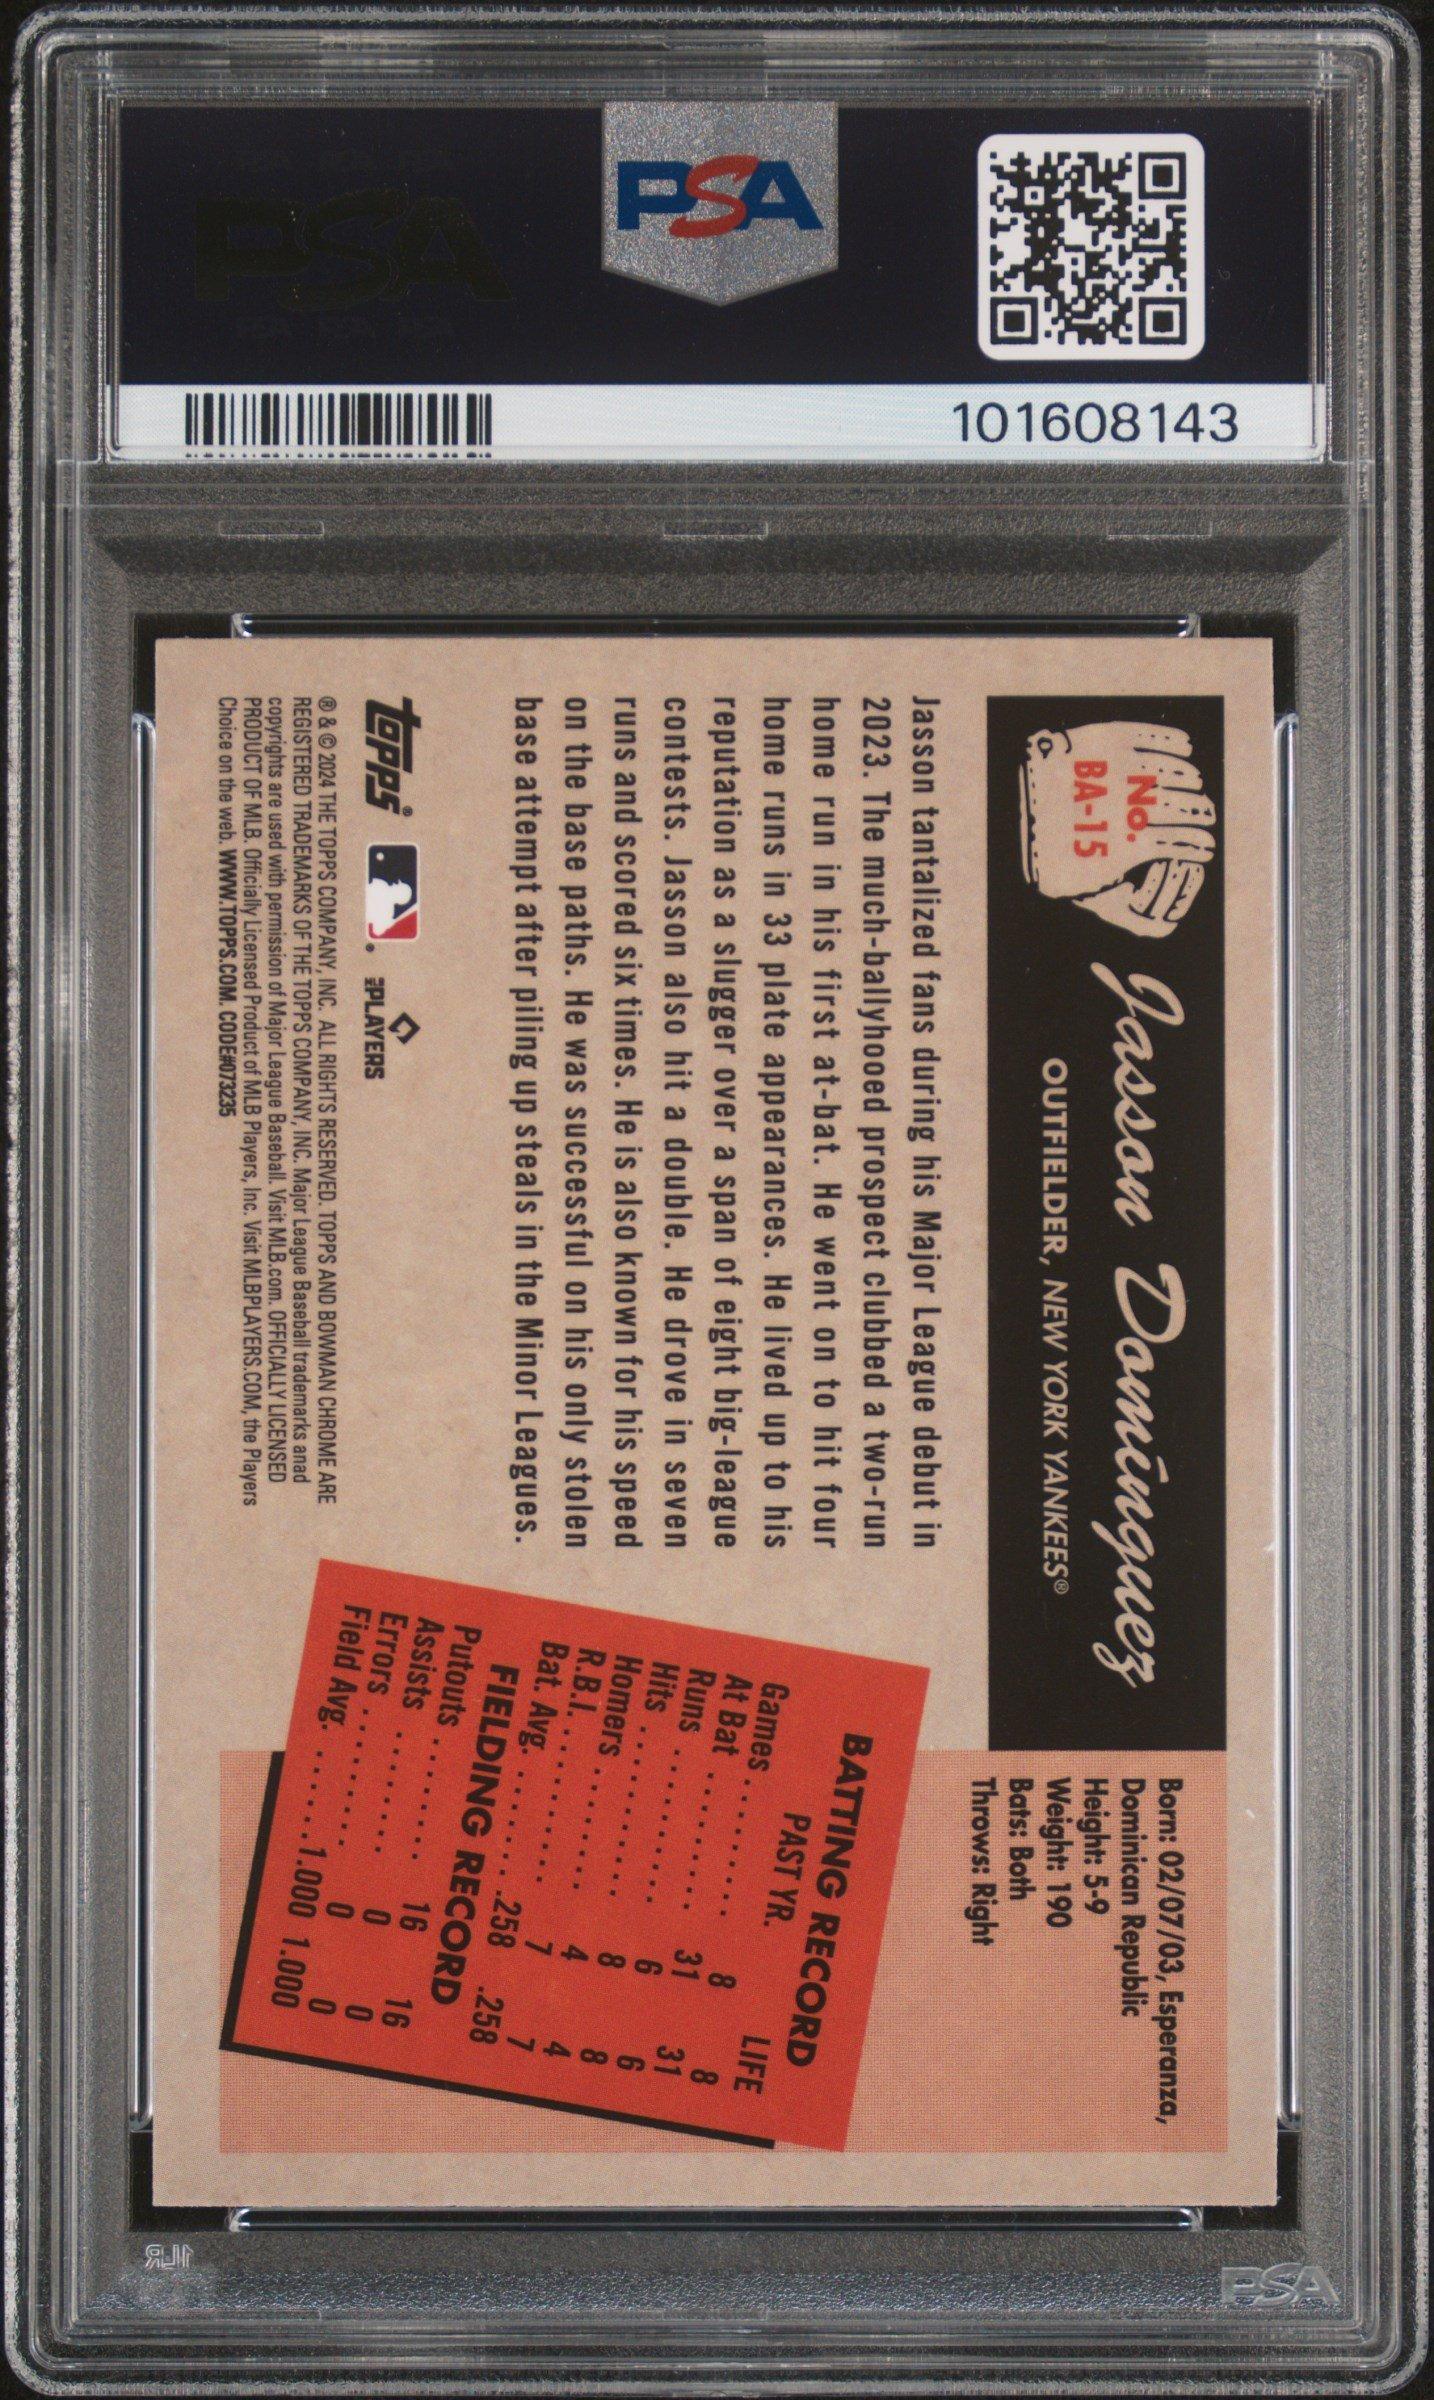 PSA
PSA
101608143
No.
BA-15
Jasson Domínguez
OUTFIELDER, NEW YORK YANKEES®
Born: 02/07/03, Esperanza,
Dominican Republic
Height: 5-9
Weight: 190
Bats: Both
Throws: Right
Jasson tantalized fans during his Major League debut in
2023. The much-ballyhooed prospect clubbed a two-run
home run in his first at-bat. He went on to hit four
home runs in 33 plate appearances. He lived up to his
reputation as a slugger over a span of eight big-league
contests. Jasson also hit a double. He drove in seven
runs and scored six times. He is also known for his speed
on the base paths. He was successful on his only stolen
base attempt after piling up steals in the Minor Leagues.
BATTING RECORD
PAST YR. LIFE
Games 8 8
At Bat 31 31
Runs 6 6
Hits 8 8
Homers 4 4
R.B.I. 7 7
Bat. Avg. .258 .258
FIELDING RECORD
Putouts 16 16
Assists 0 0
Errors 0 0
Field Avg. 1.000 1.000
topps® ® MLB PLAYERS
® & © 2024 THE TOPPS COMPANY, INC. ALL RIGHTS RESERVED. TOPPS AND BOWMAN CHROME ARE
REGISTERED TRADEMARKS OF THE TOPPS COMPANY, INC. Major League Baseball trademarks anad
copyrights are used with permission of Major League Baseball. Visit MLB.com. OFFICIALLY LICENSED
PRODUCT OF MLB. Officially Licensed Product of MLB Players, Inc. Visit MLBPLAYERS.COM, the Players
Choice on the web. WWW.TOPPS.COM. CODE#073235
PSA